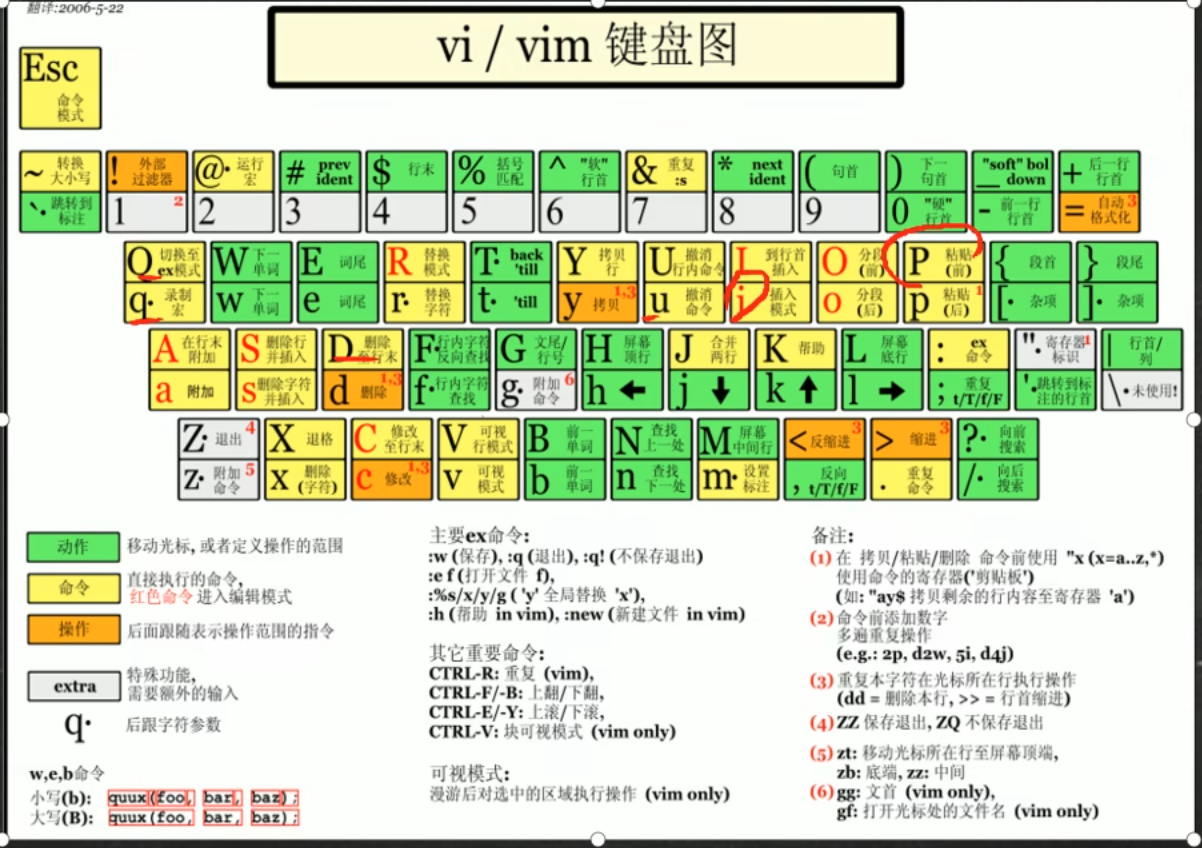 翻译:2006-5-22
vi / vim 键盘图
Esc
命令
模式
~ 转换大小写
! 外部过滤器
@· 运行宏
# prev ident
$ 行末
% 括号匹配
^ "软"行首
& 重复 :s
* next ident
( 句首
) 下一句首
"soft" bol down
_
+ 后一行行首
`· 跳转到标注
1 2
2
3
4
5
6
7
8
9
0 "硬"行首
- 前一行行首
= 自动格式化 3
Q 切换至ex模式
W 下一单词
E 词尾
R 替换模式
T· back 'till
Y 拷贝行
U 撤消行内命令
I 到行首插入
O 分段(前)
P 粘贴(前)
{ 段首
} 段尾
q· 录制宏
w 下一单词
e 词尾
r· 替换字符
t· 'till
y 拷贝 1,3
u 撤消命令
i 插入模式
o 分段(后)
p 粘贴(后) 1
[· 杂项
]· 杂项
A 在行末附加
S 删除行并插入
D 删除至行末
F· 行内字符反向查找
G 文尾/行号
H 屏幕顶行
J 合并两行
K 帮助
L 屏幕底行
: ex 命令
"· 寄存器标识 1
| 行首/列
a 附加
s 删除字符并插入
d 删除 1,3
f· 行内字符查找
g· 附加命令 6
h ←
j ↓
k ↑
l →
; 重复 t/T/f/F
'· 跳转到标注的行首
\· 未使用!
Z· 退出 4
X 退格
C 修改至行末
V 可视行模式
B 前一单词
N 查找上一处
M 屏幕中间行
< 反缩进 3
> 缩进 3
?· 向前搜索
z· 附加命令 5
x 删除(字符)
c 修改 1,3
v 可视模式
b 前一单词
n 查找下一处
m· 设置标注
, 反向 t/T/f/F
. 重复命令
/· 向后搜索
动作 移动光标, 或者定义操作的范围
命令 直接执行的命令,
红色命令 进入编辑模式
操作 后面跟随表示操作范围的指令
extra 特殊功能,
需要额外的输入
q· 后跟字符参数
w,e,b命令
小写(b): quux(foo, bar, baz);
大写(B): quux(foo, bar, baz);
主要ex命令:
:w (保存), :q (退出), :q! (不保存退出)
:e f (打开文件 f),
:%s/x/y/g ( 'y' 全局替换 'x'),
:h (帮助 in vim), :new (新建文件 in vim)
其它重要命令:
CTRL-R: 重复 (vim),
CTRL-F/-B: 上翻/下翻,
CTRL-E/-Y: 上滚/下滚,
CTRL-V: 块可视模式 (vim only)
可视模式:
漫游后对选中的区域执行操作 (vim only)
备注:
(1) 在 拷贝/粘贴/删除 命令前使用 "x (x=a..z,*)
使用命令的寄存器('剪贴板')
(如: "ay$ 拷贝剩余的行内容至寄存器 'a')
(2) 命令前添加数字
多遍重复操作
(e.g.: 2p, d2w, 5i, d4j)
(3) 重复本字符在光标所在行执行操作
(dd = 删除本行, >> = 行首缩进)
(4) ZZ 保存退出, ZQ 不保存退出
(5) zt: 移动光标所在行至屏幕顶端,
zb: 底端, zz: 中间
(6) gg: 文首 (vim only),
gf: 打开光标处的文件名 (vim only)